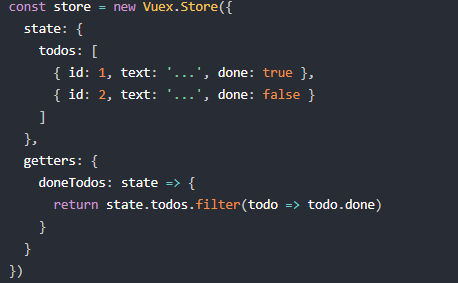 const store = new Vuex.Store({
  state: {
    todos: [
      { id: 1, text: '...', done: true },
      { id: 2, text: '...', done: false }
    ]
  },
  getters: {
    doneTodos: state => {
      return state.todos.filter(todo => todo.done)
    }
  }
})